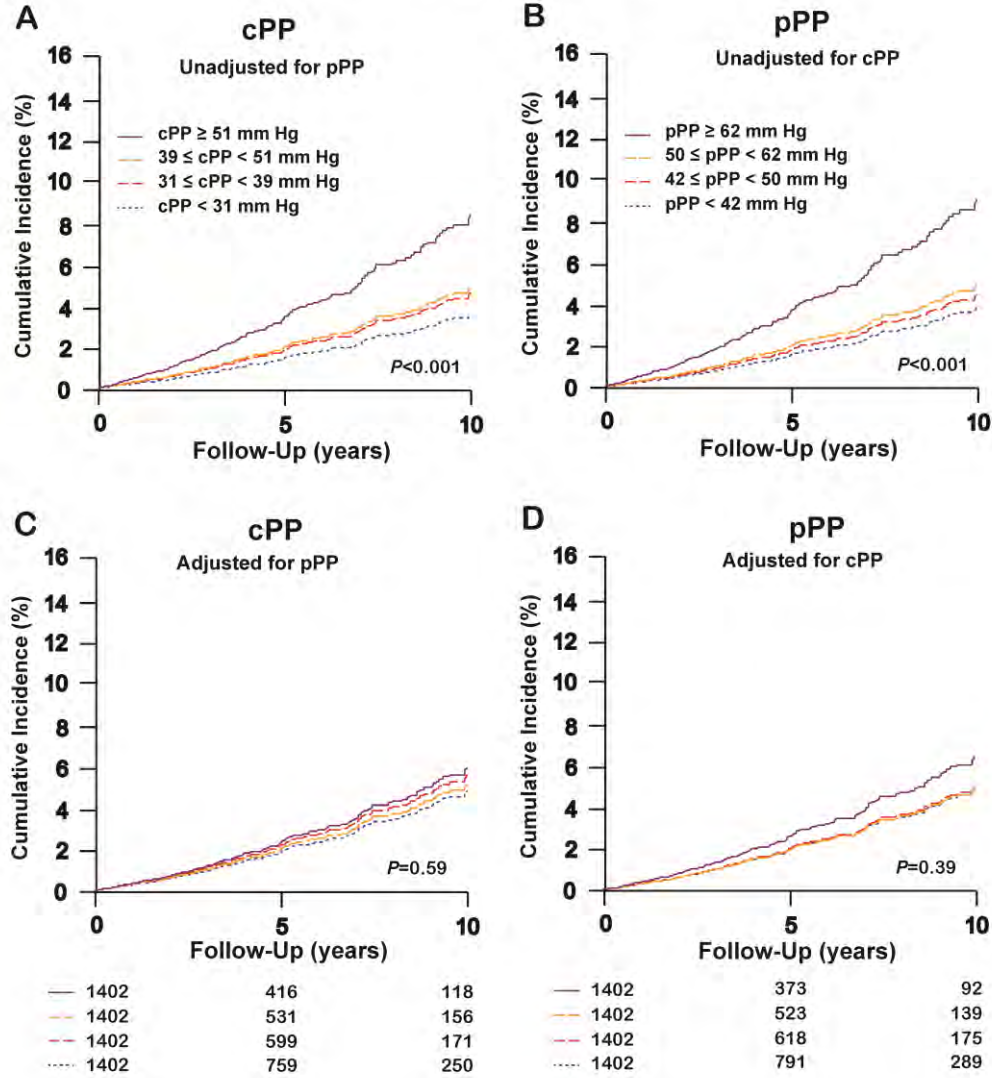 A
cPP
Unadjusted for pPP
16
14
12
10
8
6
4
2
0
Cumulative Incidence (%)
cPP ≥ 51 mm Hg
39 ≤ cPP < 51 mm Hg
31 ≤ cPP < 39 mm Hg
cPP < 31 mm Hg
P<0.001
0 5 10
Follow-Up (years)
B
pPP
Unadjusted for cPP
16
14
12
10
8
6
4
2
0
Cumulative Incidence (%)
pPP ≥ 62 mm Hg
50 ≤ pPP < 62 mm Hg
42 ≤ pPP < 50 mm Hg
pPP < 42 mm Hg
P<0.001
0 5 10
Follow-Up (years)
C
cPP
Adjusted for pPP
16
14
12
10
8
6
4
2
0
Cumulative Incidence (%)
P=0.59
0 5 10
Follow-Up (years)
1402 416 118
1402 531 156
1402 599 171
1402 759 250
D
pPP
Adjusted for cPP
16
14
12
10
8
6
4
2
0
Cumulative Incidence (%)
P=0.39
0 5 10
Follow-Up (years)
1402 373 92
1402 523 139
1402 618 175
1402 791 289